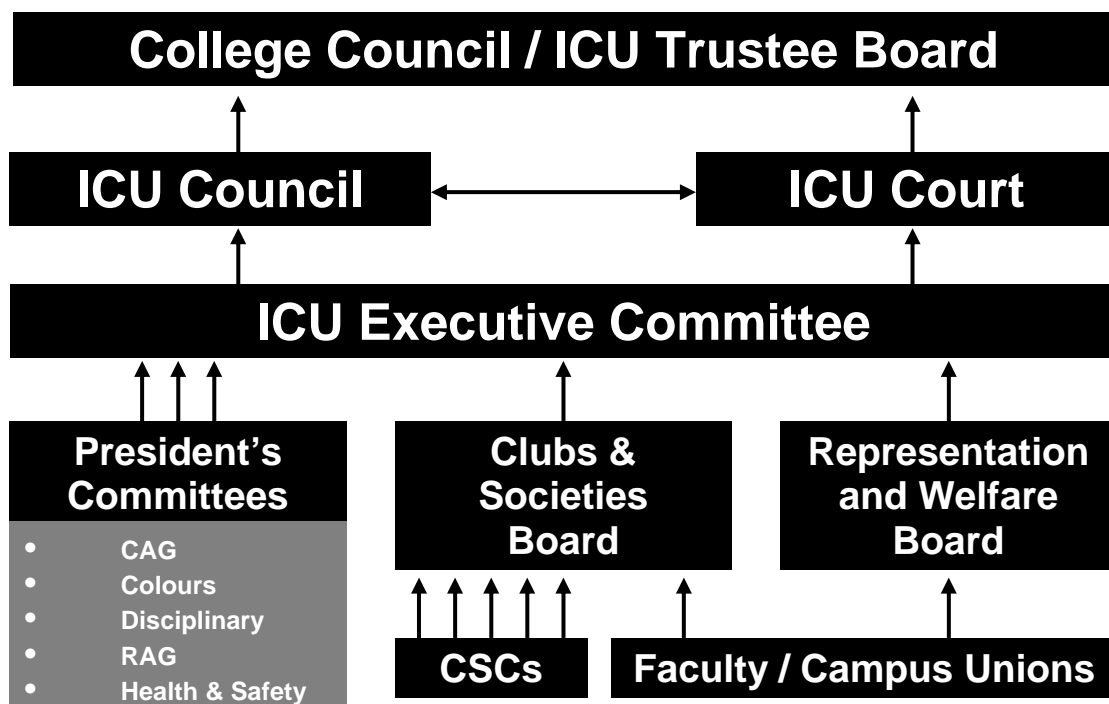 College Council / ICU Trustee Board
ICU Council
ICU Court
ICU Executive Committee
President’s
Committees
• CAG
• Colours
• Disciplinary
• RAG
• Health & Safety
Clubs &
Societies
Board
Representation
and Welfare
Board
CSCs
Faculty / Campus Unions